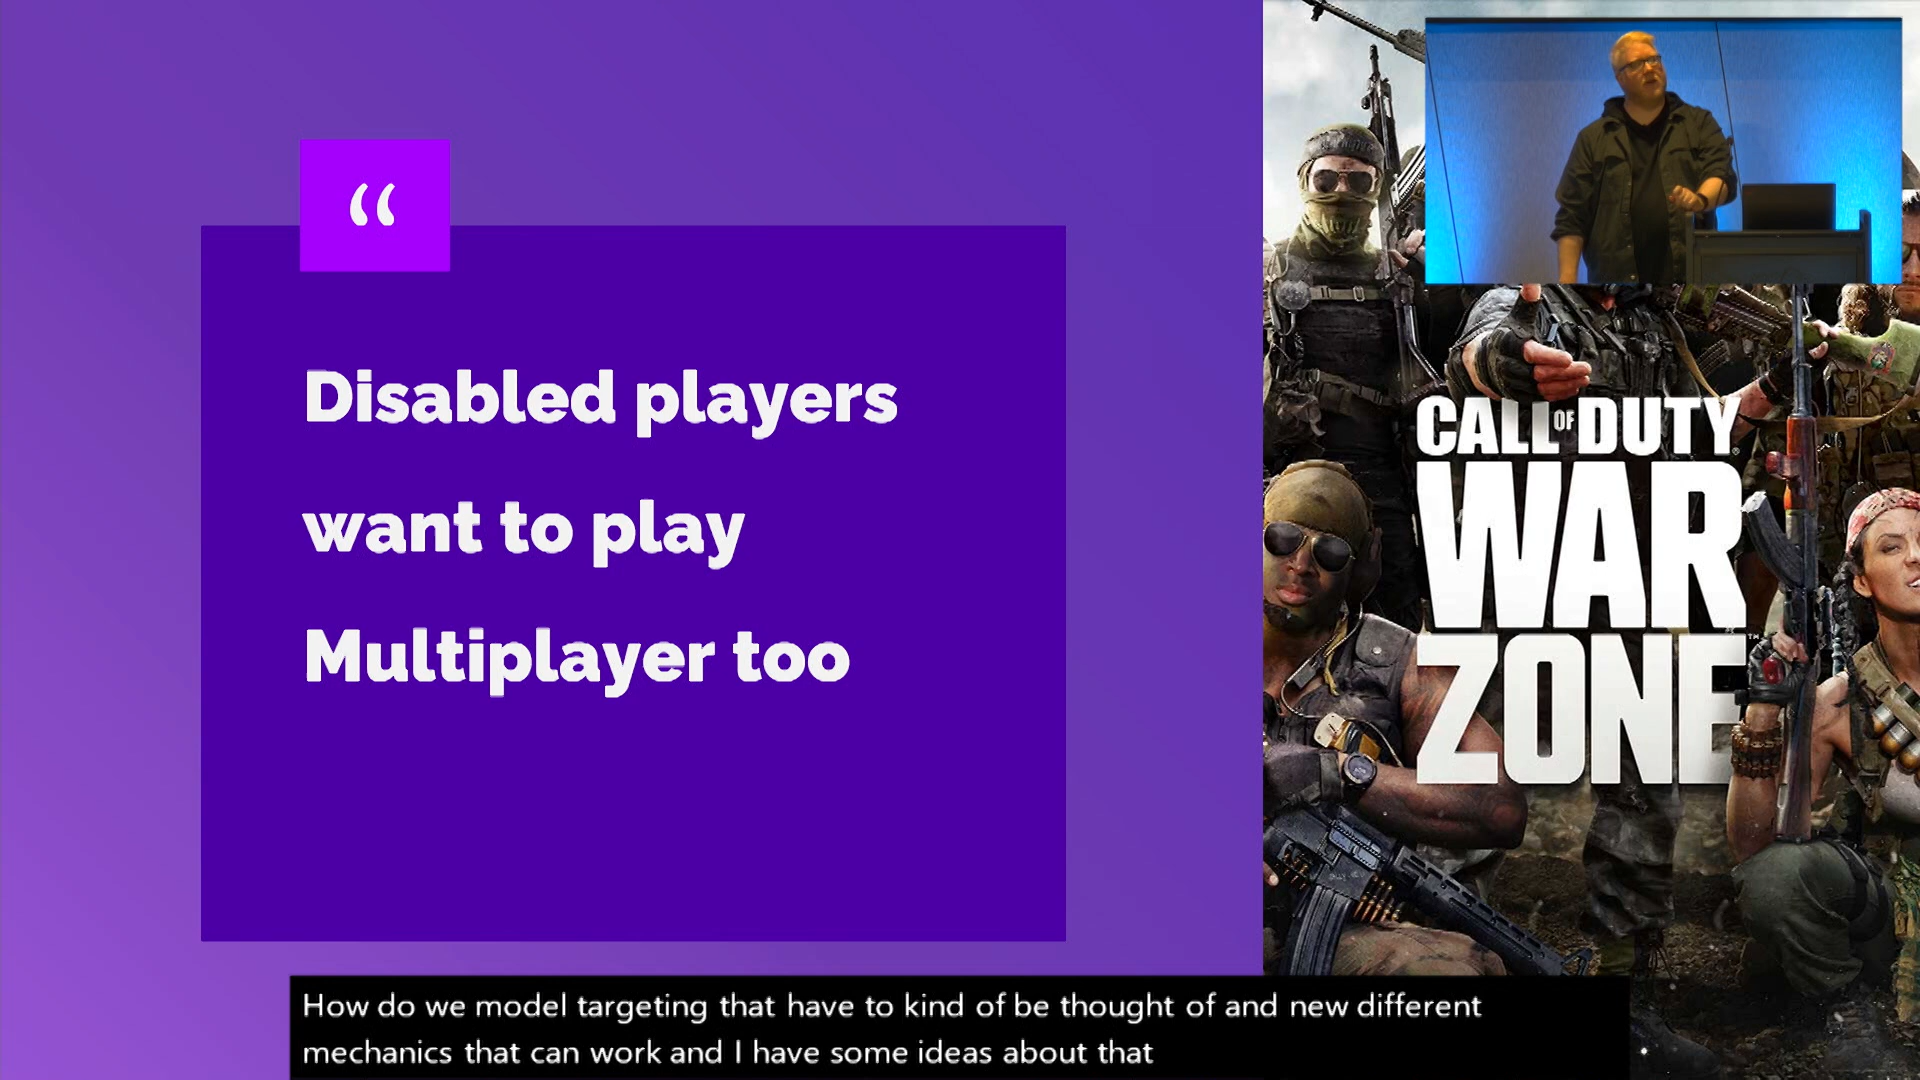 “
Disabled players
want to play
Multiplayer too
CALL OF DUTY
WAR
ZONE
How do we model targeting that have to kind of be thought of and new different
mechanics that can work and I have some ideas about that